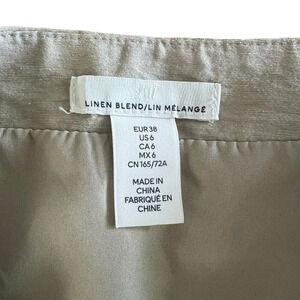 LINEN BLEND/LIN MÉLANGÉ
EUR 38
US 6
CA 6
MX 6
CN 165/72A
MADE IN
CHINA
FABRIQUÉ EN
CHINE